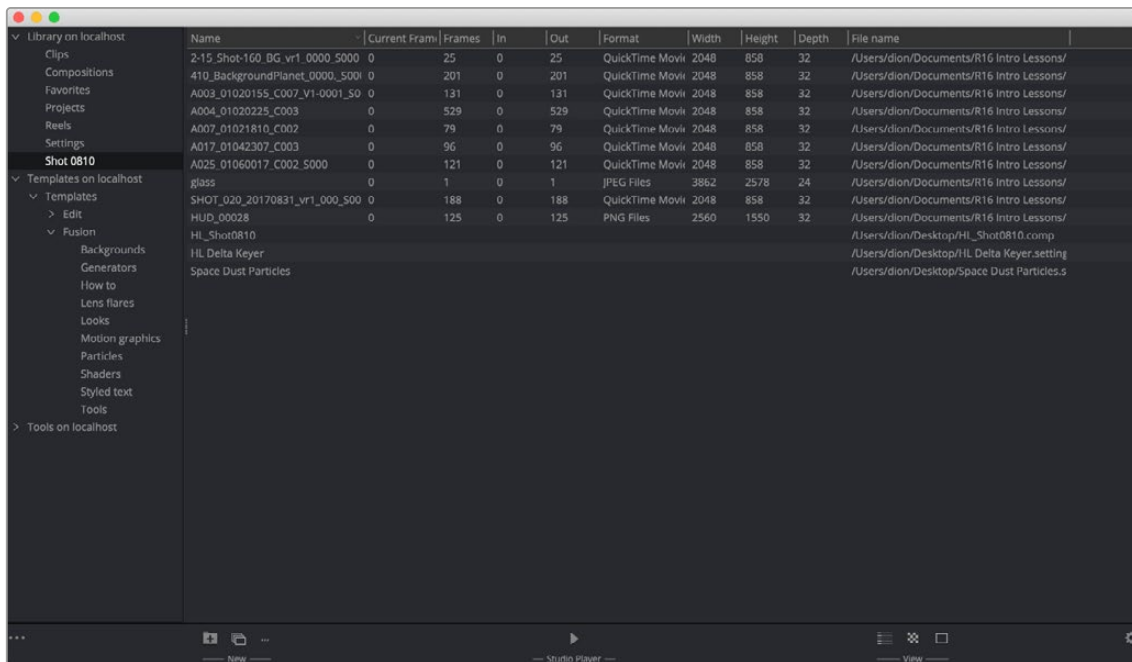 Library on localhost
Clips
Compositions
Favorites
Projects
Reels
Settings
Shot 0810
Templates on localhost
Templates
Edit
Fusion
Backgrounds
Generators
How to
Lens flares
Looks
Motion graphics
Particles
Shaders
Styled text
Tools
Tools on localhost
Name Current Fram Frames In Out Format Width Height Depth File name
2-15_Shot-160_BG_vr1_0000_S000 0 25 0 25 QuickTime Movi 2048 858 32 /Users/dion/Documents/R16 Intro Lessons/
410_BackgroundPlanet_0000._S00 0 201 0 201 QuickTime Movi 2048 858 32 /Users/dion/Documents/R16 Intro Lessons/
A003_01020155_C007_V1-0001_S0 0 131 0 131 QuickTime Movi 2048 858 32 /Users/dion/Documents/R16 Intro Lessons/
A004_01020225_C003 0 529 0 529 QuickTime Movi 2048 858 32 /Users/dion/Documents/R16 Intro Lessons/
A007_01021810_C002 0 79 0 79 QuickTime Movi 2048 858 32 /Users/dion/Documents/R16 Intro Lessons/
A017_01042307_C003 0 96 0 96 QuickTime Movi 2048 858 32 /Users/dion/Documents/R16 Intro Lessons/
A025_01060017_C002_S000 0 121 0 121 QuickTime Movi 2048 858 32 /Users/dion/Documents/R16 Intro Lessons/
glass 0 1 0 1 JPEG Files 3862 2578 24 /Users/dion/Documents/R16 Intro Lessons/
SHOT_020_20170831_vr1_000_S00 0 188 0 188 QuickTime Movi 2048 858 32 /Users/dion/Documents/R16 Intro Lessons/
HUD_00028 0 125 0 125 PNG Files 2560 1550 32 /Users/dion/Documents/R16 Intro Lessons/
HL_Shot0810 /Users/dion/Desktop/HL_Shot0810.comp
HL Delta Keyer /Users/dion/Desktop/HL Delta Keyer.setting
Space Dust Particles /Users/dion/Desktop/Space Dust Particles.s
New Studio Player View